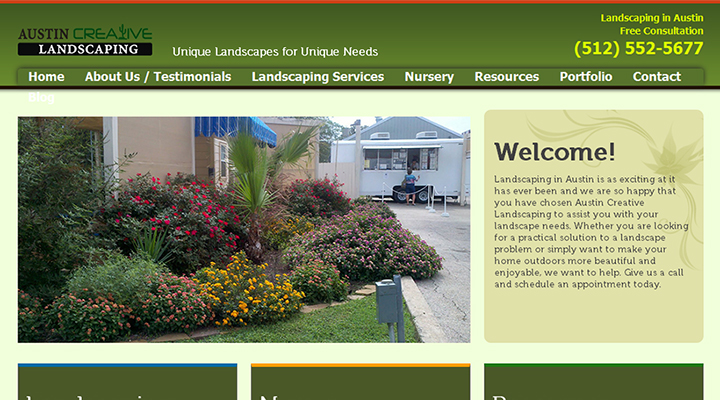 AUSTIN CREATIVE
LANDSCAPING
Unique Landscapes for Unique Needs
Landscaping in Austin
Free Consultation
(512) 552-5677
Home About Us / Testimonials Landscaping Services Nursery Resources Portfolio Contact
Blog
Welcome!
Landscaping in Austin is as exciting at it
has ever been and we are so happy that
you have chosen Austin Creative
Landscaping to assist you with your
landscape needs. Whether you are looking
for a practical solution to a landscape
problem or simply want to make your
home outdoors more beautiful and
enjoyable, we want to help. Give us a call
and schedule an appointment today.